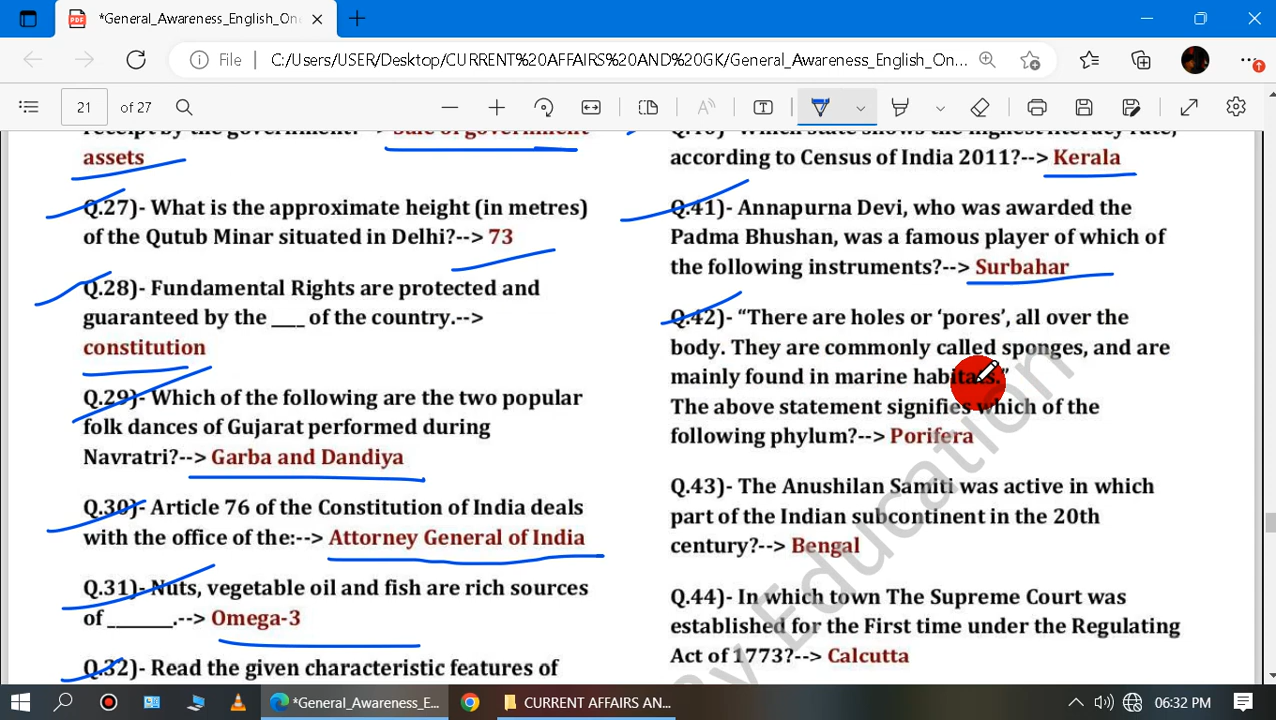 *General_Awareness_English_On
File
C:/Users/USER/Desktop/CURRENT%20AFFAIRS%20AND%20GK/General_Awareness_English_On...
21 of 27
assets
Q.27)- What is the approximate height (in metres)
of the Qutub Minar situated in Delhi?--> 73
Q.28)- Fundamental Rights are protected and
guaranteed by the ___ of the country.-->
constitution
Q.29)- Which of the following are the two popular
folk dances of Gujarat performed during
Navratri?--> Garba and Dandiya
Q.30)- Article 76 of the Constitution of India deals
with the office of the:--> Attorney General of India
Q.31)- Nuts, vegetable oil and fish are rich sources
of ______.--> Omega-3
Q.32)- Read the given characteristic features of
Q.40)- Which state shows the highest literacy rate,
according to Census of India 2011?--> Kerala
Q.41)- Annapurna Devi, who was awarded the
Padma Bhushan, was a famous player of which of
the following instruments?--> Surbahar
Q.42)- “There are holes or ‘pores’, all over the
body. They are commonly called sponges, and are
mainly found in marine habitats.”
The above statement signifies which of the
following phylum?--> Porifera
Q.43)- The Anushilan Samiti was active in which
part of the Indian subcontinent in the 20th
century?--> Bengal
Q.44)- In which town The Supreme Court was
established for the First time under the Regulating
Act of 1773?--> Calcutta
By Education
*General_Awareness_E...
CURRENT AFFAIRS AN...
06:32 PM